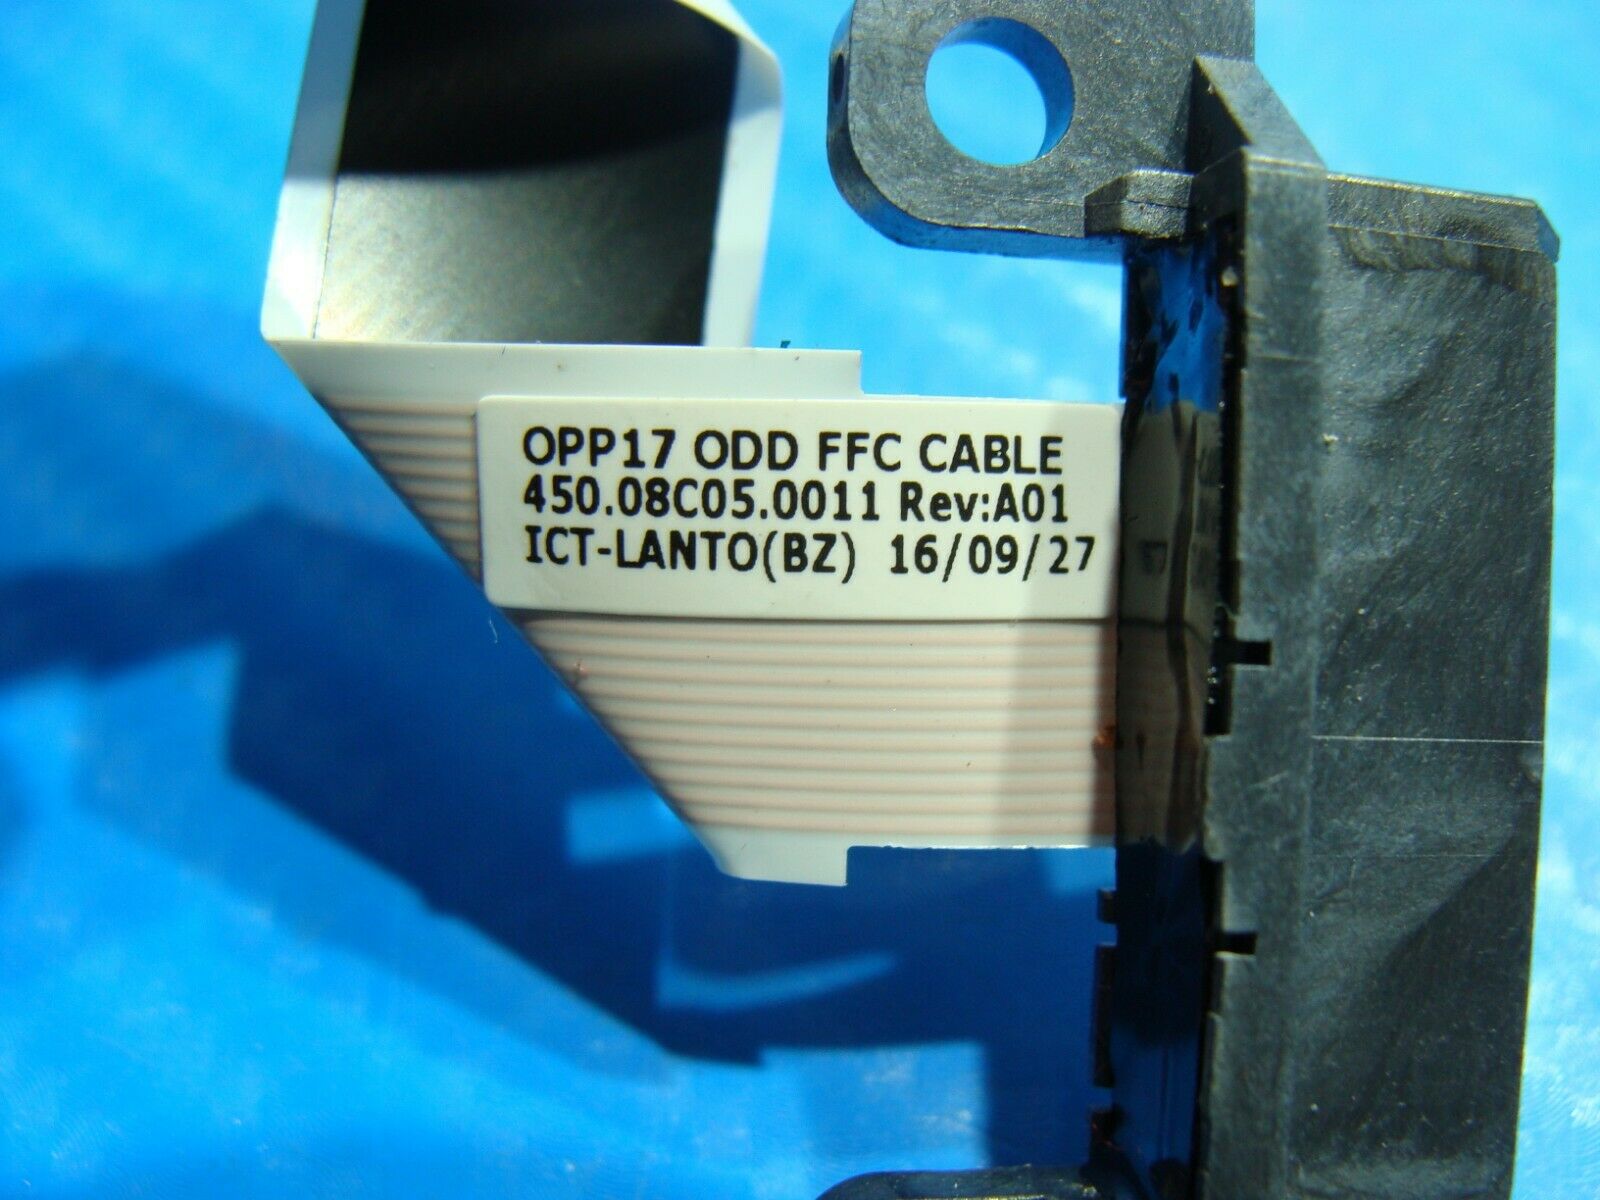 OPP17 ODD FFC CABLE
450.08C05.0011 Rev:A01
ICT-LANTO(BZ) 16/09/27